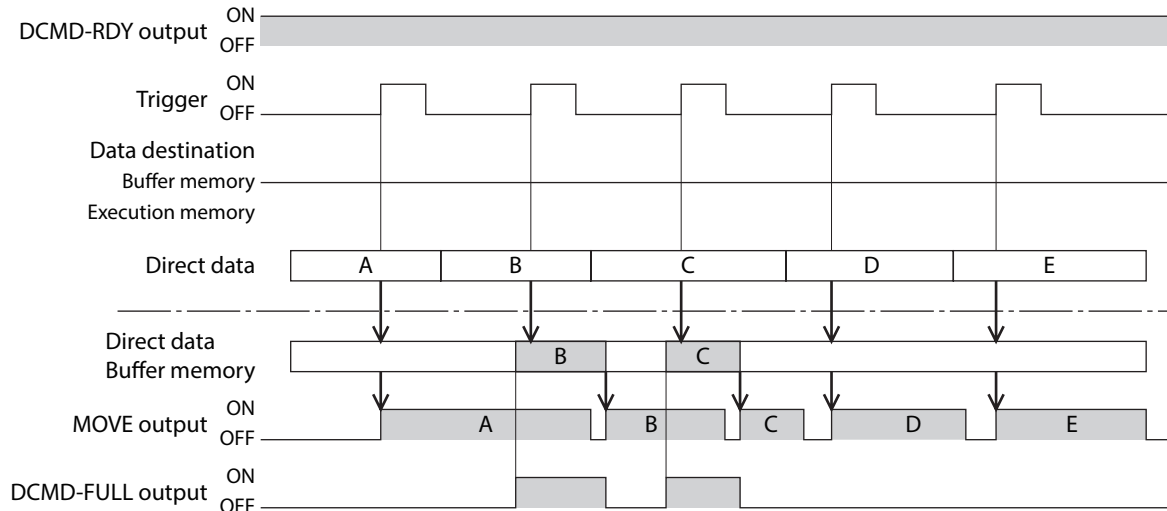 ON
DCMD-RDY output
OFF
ON
Trigger
OFF
Data destination
Buffer memory
Execution memory
Direct data A B C D E
Direct data
Buffer memory B C
ON
MOVE output A B C D E
OFF
ON
DCMD-FULL output
OFF